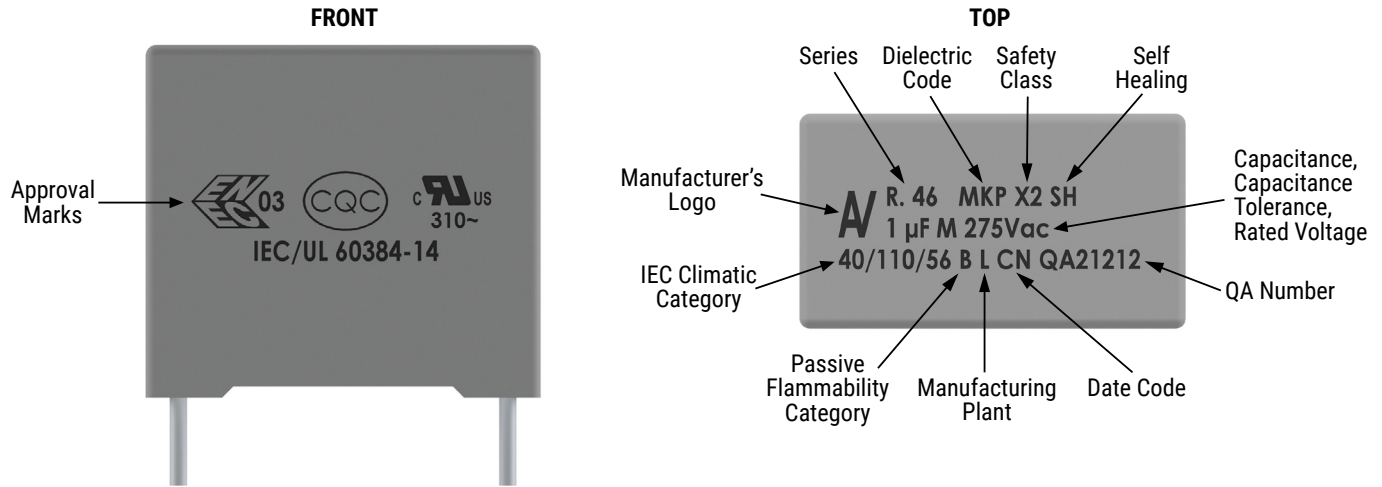 FRONT
Approval
Marks
ENEC 03
CQC
C RU US
310~
IEC/UL 60384-14
TOP
Series
Dielectric
Code
Safety
Class
Self
Healing
Manufacturer's
Logo
R. 46 MKP X2 SH
1 µF M 275Vac
40/110/56 B L CN QA21212
Capacitance,
Capacitance
Tolerance,
Rated Voltage
IEC Climatic
Category
QA Number
Passive
Flammability
Category
Manufacturing
Plant
Date Code